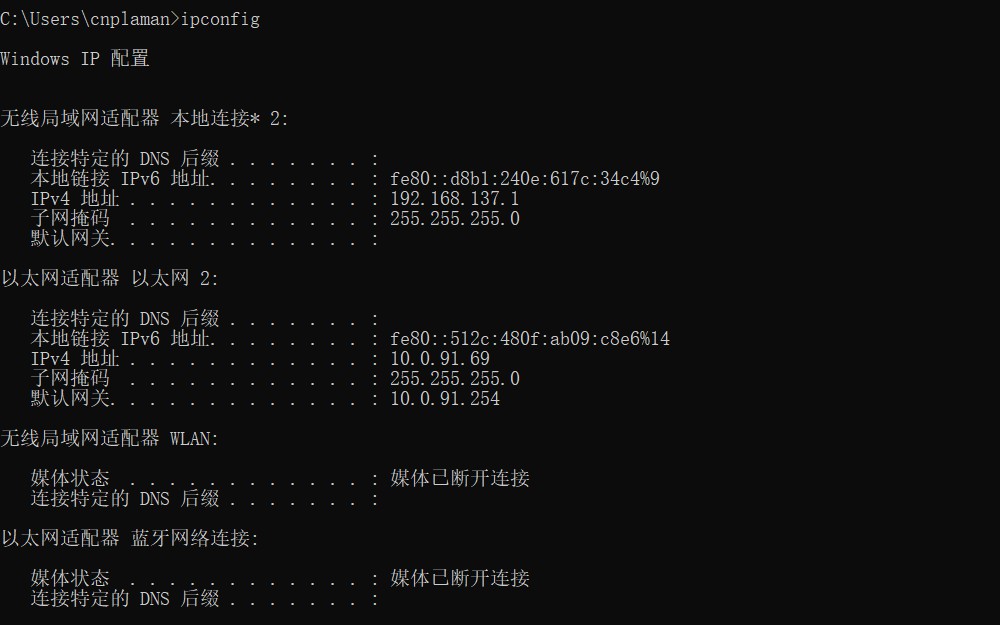 C:\Users\cnplaman>ipconfig
Windows IP 配置
无线局域网适配器 本地连接* 2:
连接特定的 DNS 后缀 . . . . . . . :
本地链接 IPv6 地址. . . . . . . . : fe80::d8b1:240e:617c:34c4%9
IPv4 地址 . . . . . . . . . . . . : 192.168.137.1
子网掩码  . . . . . . . . . . . . : 255.255.255.0
默认网关. . . . . . . . . . . . . :
以太网适配器 以太网 2:
连接特定的 DNS 后缀 . . . . . . . :
本地链接 IPv6 地址. . . . . . . . : fe80::512c:480f:ab09:c8e6%14
IPv4 地址 . . . . . . . . . . . . : 10.0.91.69
子网掩码  . . . . . . . . . . . . : 255.255.255.0
默认网关. . . . . . . . . . . . . : 10.0.91.254
无线局域网适配器 WLAN:
媒体状态  . . . . . . . . . . . . : 媒体已断开连接
连接特定的 DNS 后缀 . . . . . . . :
以太网适配器 蓝牙网络连接:
媒体状态  . . . . . . . . . . . . : 媒体已断开连接
连接特定的 DNS 后缀 . . . . . . . :